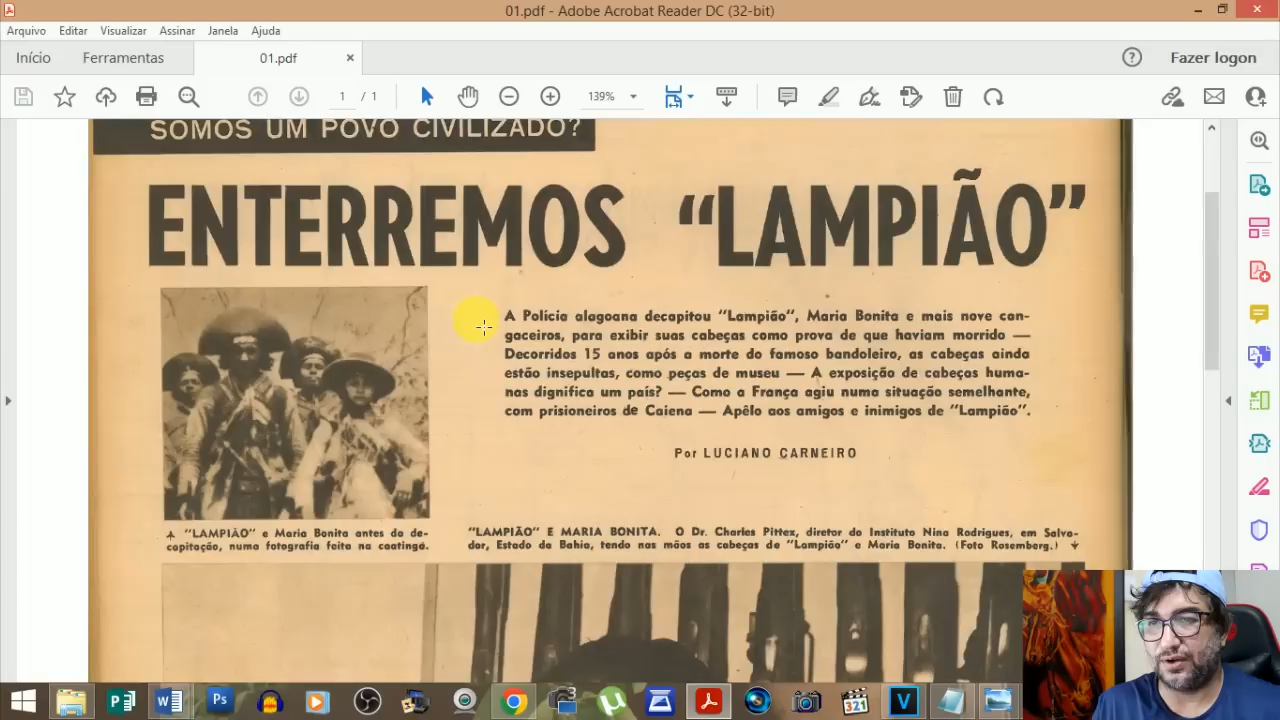 01.pdf - Adobe Acrobat Reader DC (32-bit)
Arquivo Editar Visualizar Assinar Janela Ajuda
Início Ferramentas 01.pdf × Fazer logon
1 / 1 139%
SOMOS UM POVO CIVILIZADO?
ENTERREMOS “LAMPIÃO”
A Polícia alagoana decapitou “Lampião”, Maria Bonita e mais nove can-
gaceiros, para exibir suas cabeças como prova de que haviam morrido —
Decorridos 15 anos após a morte do famoso bandoleiro, as cabeças ainda
estão insepultas, como peças de museu — A exposição de cabeças huma-
nas dignifica um país? — Como a França agiu numa situação semelhante,
com prisioneiros de Caiena — Apêlo aos amigos e inimigos de “Lampião”.
Por LUCIANO CARNEIRO
“LAMPIÃO” e Maria Bonita antes da de-
capitação, numa fotografia feita na caatinga.
“LAMPIÃO” E MARIA BONITA. O Dr. Charles Pittex, diretor do Instituto Nina Rodrigues, em Salva-
dor, Estado da Bahia, tendo nas mãos as cabeças de “Lampião” e Maria Bonita. (Foto Rosemberg.)
P W Ps 321 V